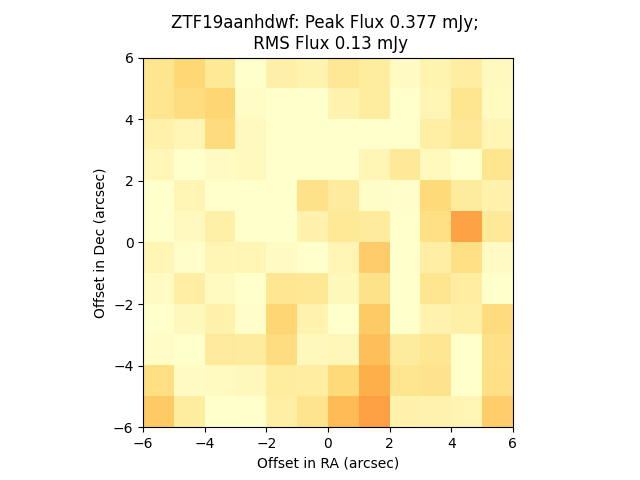 ZTF19aanhdwf: Peak Flux 0.377 mJy;
RMS Flux 0.13 mJy
6
4
2
0
−2
−4
−6
Offset in Dec (arcsec)
−6 −4 −2 0 2 4 6
Offset in RA (arcsec)